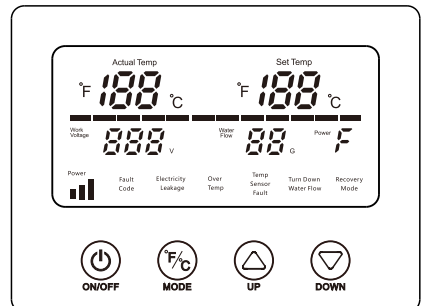 Actual Temp Set Temp
°F 188 °C °F 188 °C
Work Voltage 888 V Water Flow 88 G Power F
Power
Fault Code Electricity Leakage Over Temp Temp Sensor Fault Turn Down Water Flow Recovery Mode
°F/°C
ON/OFF MODE UP DOWN